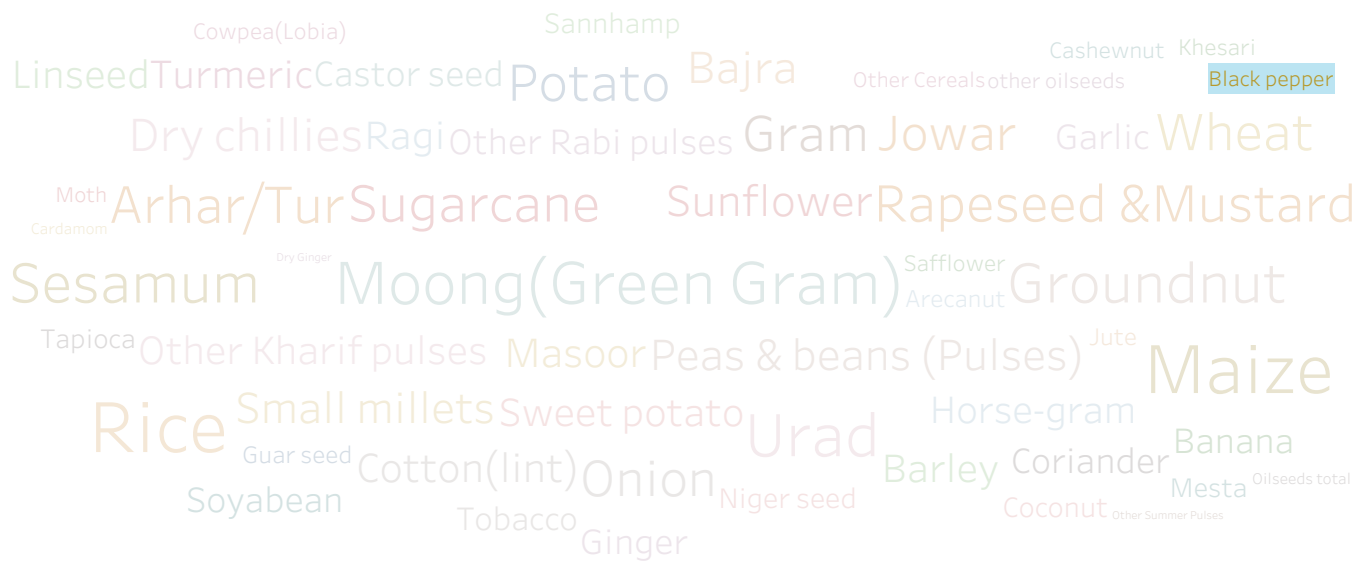 Cowpea(Lobia) Sannhamp
Cashewnut Khesari
Linseed Turmeric Castor seed Potato Bajra Other Cereals other oilseeds Black pepper
Dry chillies Ragi Other Rabi pulses Gram Jowar Garlic Wheat
Moth Arhar/Tur Sugarcane Sunflower Rapeseed &Mustard
Cardamom
Dry Ginger
Sesamum Moong(Green Gram) Safflower Groundnut
Arecanut
Tapioca Other Kharif pulses Masoor Peas & beans (Pulses) Jute Maize
Rice Small millets Sweet potato Urad Horse-gram
Guar seed Cotton(lint) Onion Barley Coriander Banana
Soyabean Niger seed Mesta Oilseeds total
Tobacco Coconut Other Summer Pulses
Ginger